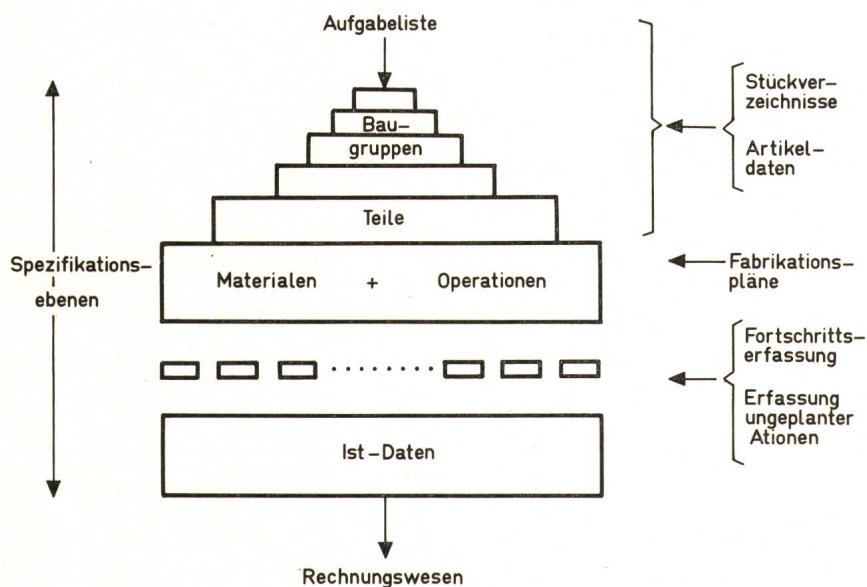 Aufgabeliste
Bau-
gruppen
Teile
Materialen + Operationen
Ist-Daten
Rechnungswesen
Spezifikations-
ebenen
Stückver-
zeichnisse
Artikel-
daten
Fabrikations-
pläne
Fortschritts-
erfassung
Erfassung
ungeplanter
Ationen